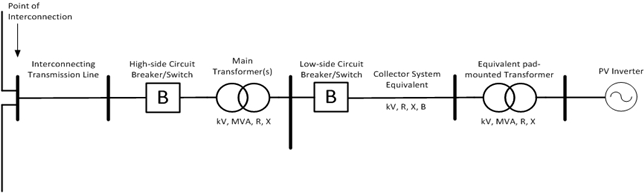 Point of
Interconnection
Interconnecting
Transmission Line
High-side Circuit
Breaker/Switch
B
Main
Transformer(s)
kV, MVA, R, X
Low-side Circuit
Breaker/Switch
B
Collector System
Equivalent
kV, R, X, B
Equivalent pad-
mounted Transformer
kV, MVA, R, X
PV Inverter